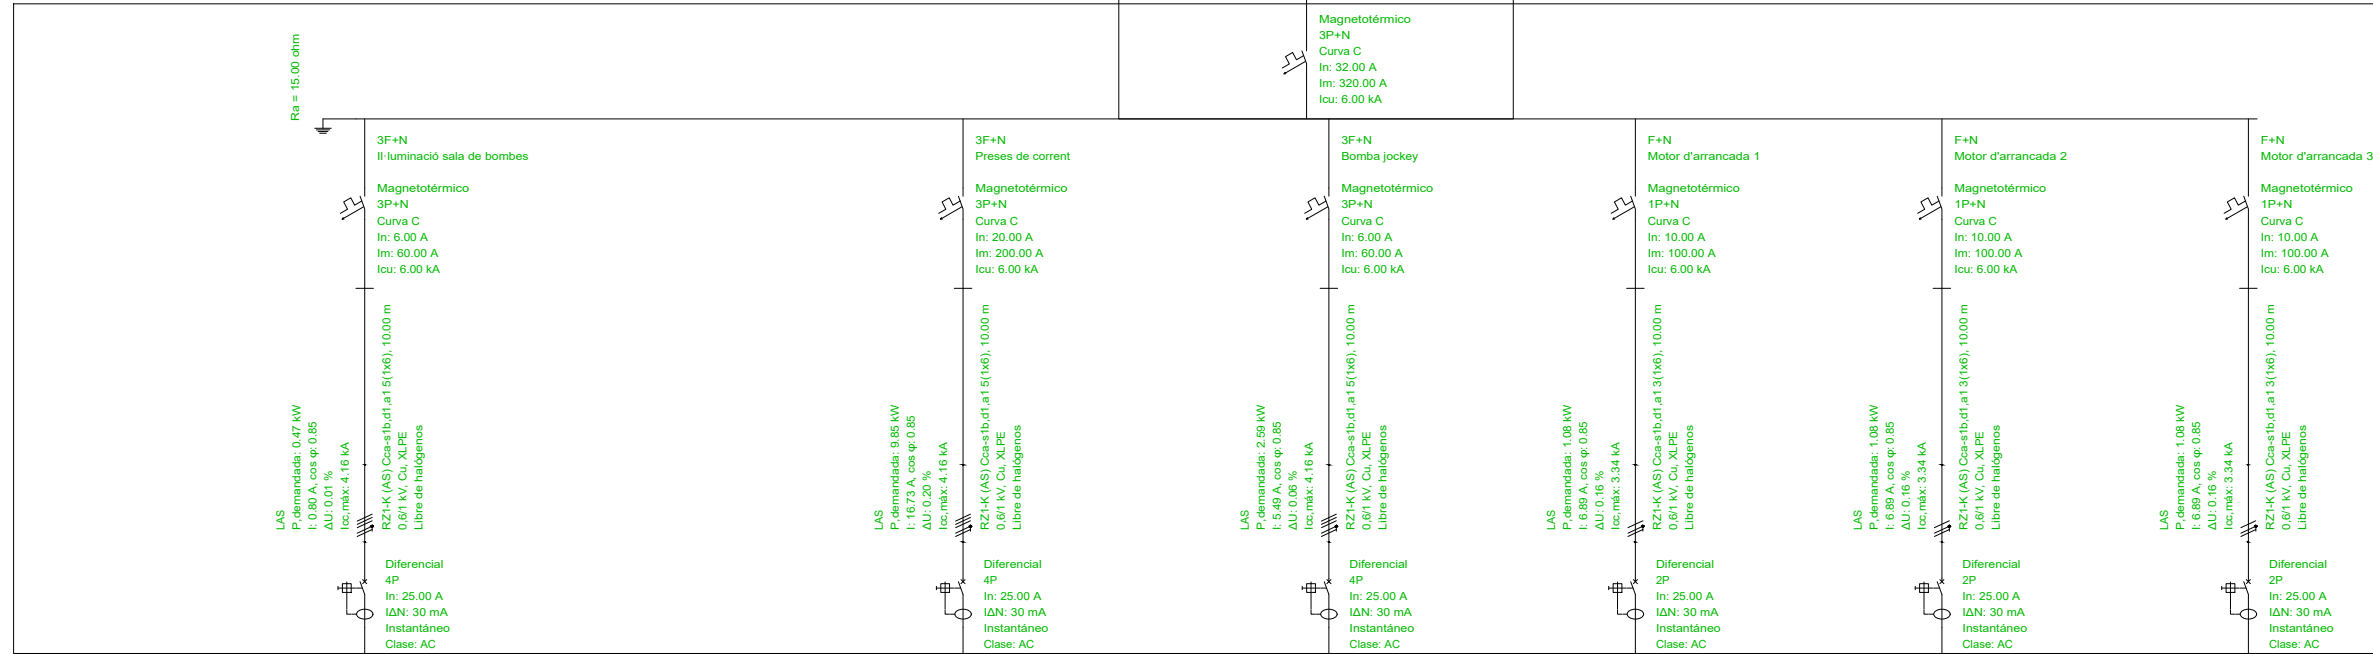 Magnetotérmico
3P+N
Curva C
In: 32.00 A
Im: 320.00 A
Icu: 6.00 kA
Ra = 15.00 ohm
3F+N
Il·luminació sala de bombes
Magnetotérmico
3P+N
Curva C
In: 6.00 A
Im: 60.00 A
Icu: 6.00 kA
LAS
P,demandada: 0.47 kW
I: 0.80 A, cos φ: 0.85
ΔU: 0.01 %
Icc,máx: 4.16 kA
RZ1-K (AS) Cca-s1b,d1,a1 5(1x6), 10.00 m
0,6/1 kV, Cu, XLPE
Libre de halógenos
Diferencial
4P
In: 25.00 A
IΔN: 30 mA
Instantáneo
Clase: AC
3F+N
Preses de corrent
Magnetotérmico
3P+N
Curva C
In: 20.00 A
Im: 200.00 A
Icu: 6.00 kA
LAS
P,demandada: 9.85 kW
I: 16.73 A, cos φ: 0.85
ΔU: 0.20 %
Icc,máx: 4.16 kA
RZ1-K (AS) Cca-s1b,d1,a1 5(1x6), 10.00 m
0,6/1 kV, Cu, XLPE
Libre de halógenos
Diferencial
4P
In: 25.00 A
IΔN: 30 mA
Instantáneo
Clase: AC
3F+N
Bomba jockey
Magnetotérmico
3P+N
Curva C
In: 6.00 A
Im: 60.00 A
Icu: 6.00 kA
LAS
P,demandada: 2.59 kW
I: 5.49 A, cos φ: 0.85
ΔU: 0.06 %
Icc,máx: 4.16 kA
RZ1-K (AS) Cca-s1b,d1,a1 5(1x6), 10.00 m
0,6/1 kV, Cu, XLPE
Libre de halógenos
Diferencial
4P
In: 25.00 A
IΔN: 30 mA
Instantáneo
Clase: AC
F+N
Motor d'arrancada 1
Magnetotérmico
1P+N
Curva C
In: 10.00 A
Im: 100.00 A
Icu: 6.00 kA
LAS
P,demandada: 1.08 kW
I: 6.89 A, cos φ: 0.85
ΔU: 0.16 %
Icc,máx: 3.34 kA
RZ1-K (AS) Cca-s1b,d1,a1 3(1x6), 10.00 m
0,6/1 kV, Cu, XLPE
Libre de halógenos
Diferencial
2P
In: 25.00 A
IΔN: 30 mA
Instantáneo
Clase: AC
F+N
Motor d'arrancada 2
Magnetotérmico
1P+N
Curva C
In: 10.00 A
Im: 100.00 A
Icu: 6.00 kA
LAS
P,demandada: 1.08 kW
I: 6.89 A, cos φ: 0.85
ΔU: 0.16 %
Icc,máx: 3.34 kA
RZ1-K (AS) Cca-s1b,d1,a1 3(1x6), 10.00 m
0,6/1 kV, Cu, XLPE
Libre de halógenos
Diferencial
2P
In: 25.00 A
IΔN: 30 mA
Instantáneo
Clase: AC
F+N
Motor d'arrancada 3
Magnetotérmico
1P+N
Curva C
In: 10.00 A
Im: 100.00 A
Icu: 6.00 kA
LAS
P,demandada: 1.08 kW
I: 6.89 A, cos φ: 0.85
ΔU: 0.16 %
Icc,máx: 3.34 kA
RZ1-K (AS) Cca-s1b,d1,a1 3(1x6), 10.00 m
0,6/1 kV, Cu, XLPE
Libre de halógenos
Diferencial
2P
In: 25.00 A
IΔN: 30 mA
Instantáneo
Clase: AC